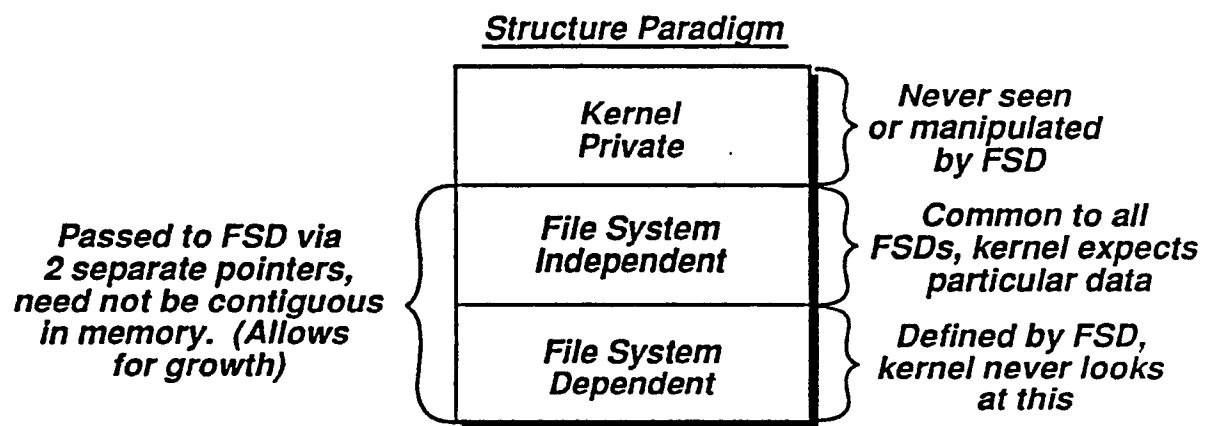 Structure Paradigm
Kernel
Private
Never seen
or manipulated
by FSD
Passed to FSD via
2 separate pointers,
need not be contiguous
in memory. (Allows
for growth)
File System
Independent
Common to all
FSDs, kernel expects
particular data
File System
Dependent
Defined by FSD,
kernel never looks
at this